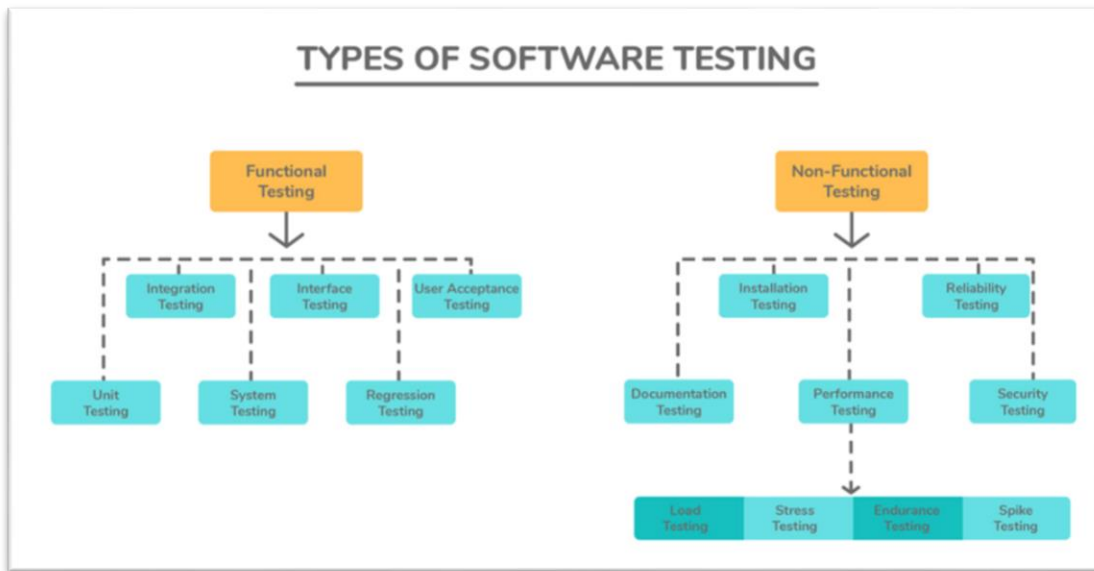 TYPES OF SOFTWARE TESTING
Functional
Testing
Integration
Testing
Interface
Testing
User Acceptance
Testing
Unit
Testing
System
Testing
Regression
Testing
Non-Functional
Testing
Installation
Testing
Reliability
Testing
Documentation
Testing
Performance
Testing
Security
Testing
Load
Testing
Stress
Testing
Endurance
Testing
Spike
Testing